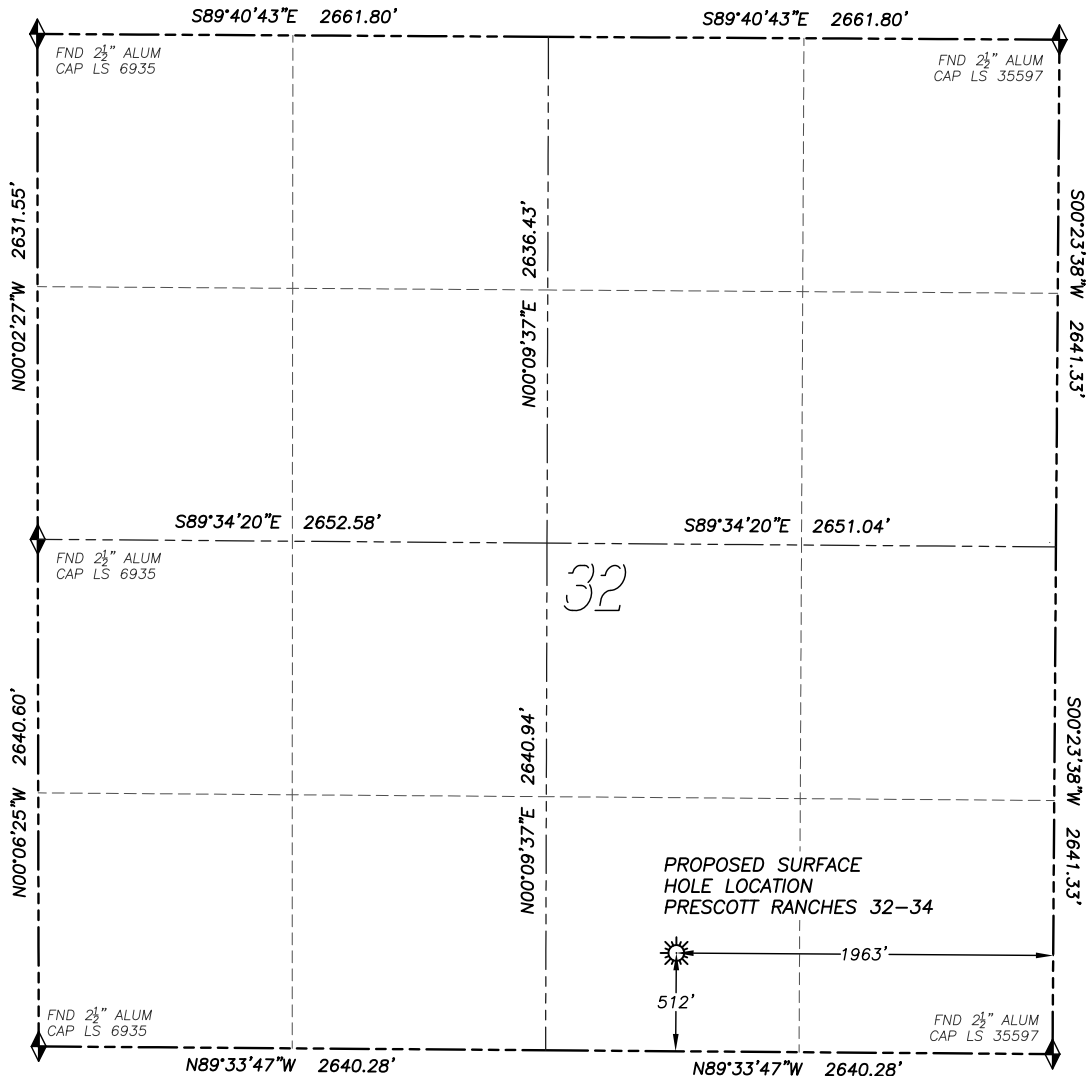 S89°40'43"E 2661.80'
S89°40'43"E 2661.80'
FND 2½" ALUM
CAP LS 6935
FND 2½" ALUM
CAP LS 35597
N00°02'27"W 2631.55'
N00°09'37"E 2636.43'
S00°23'38"W 2641.33'
S89°34'20"E 2652.58'
S89°34'20"E 2651.04'
FND 2½" ALUM
CAP LS 6935
32
N00°06'25"W 2640.60'
N00°09'37"E 2640.94'
S00°23'38"W 2641.33'
PROPOSED SURFACE
HOLE LOCATION
PRESCOTT RANCHES 32-34
1963'
512'
FND 2½" ALUM
CAP LS 6935
FND 2½" ALUM
CAP LS 35597
N89°33'47"W 2640.28'
N89°33'47"W 2640.28'